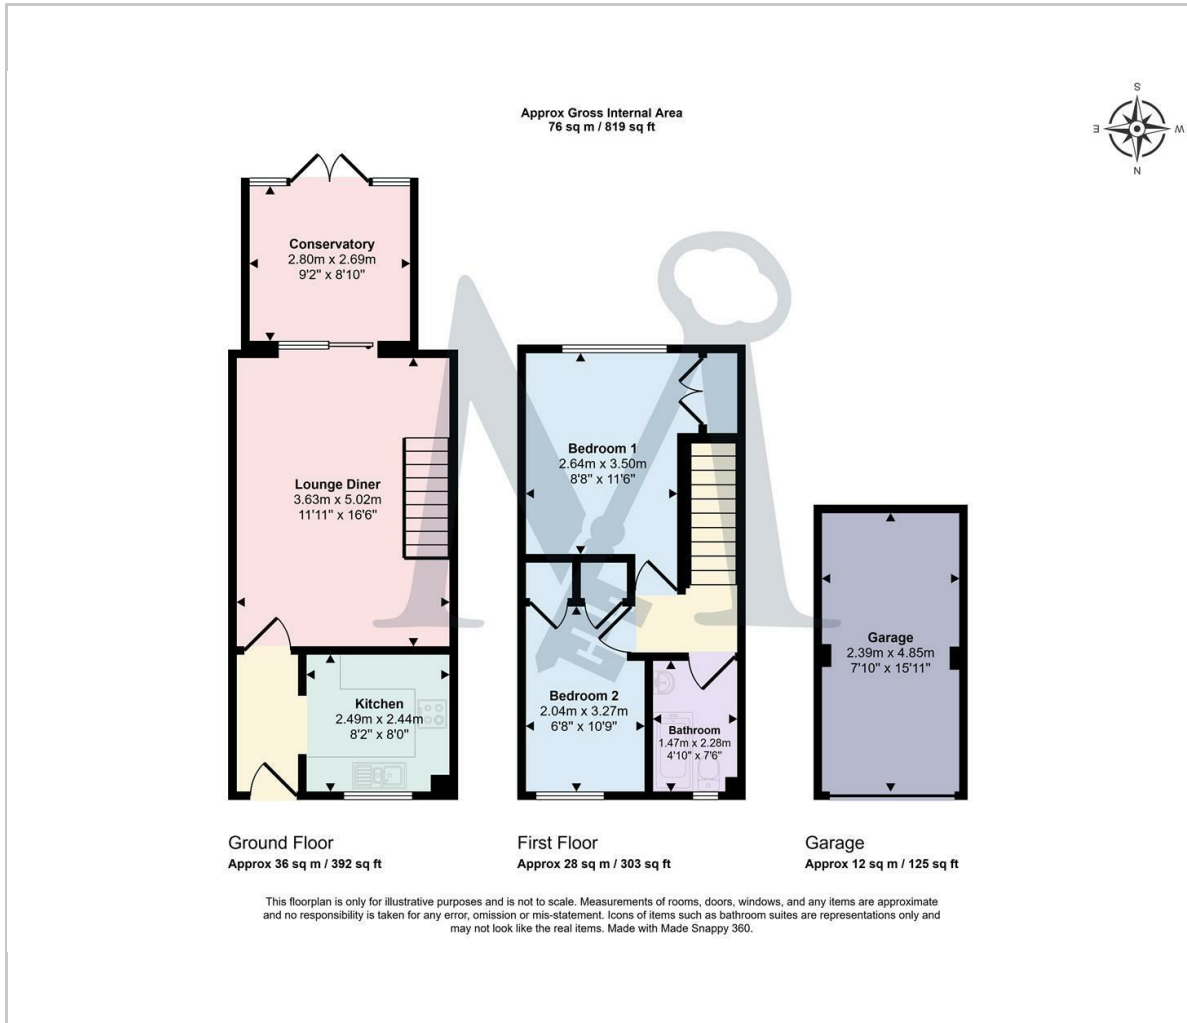 Approx Gross Internal Area
76 sq m / 819 sq ft
S
E
W
N
Conservatory
2.80m x 2.69m
9'2" x 8'10"
Lounge Diner
3.63m x 5.02m
11'11" x 16'6"
Kitchen
2.49m x 2.44m
8'2" x 8'0"
Bedroom 1
2.64m x 3.50m
8'8" x 11'6"
Bedroom 2
2.04m x 3.27m
6'8" x 10'9"
Bathroom
1.47m x 2.28m
4'10" x 7'6"
Garage
2.39m x 4.85m
7'10" x 15'11"
Ground Floor
Approx 36 sq m / 392 sq ft
First Floor
Approx 28 sq m / 303 sq ft
Garage
Approx 12 sq m / 125 sq ft
This floorplan is only for illustrative purposes and is not to scale. Measurements of rooms, doors, windows, and any items are approximate
and no responsibility is taken for any error, omission or mis-statement. Icons of items such as bathroom suites are representations only and
may not look like the real items. Made with Made Snappy 360.